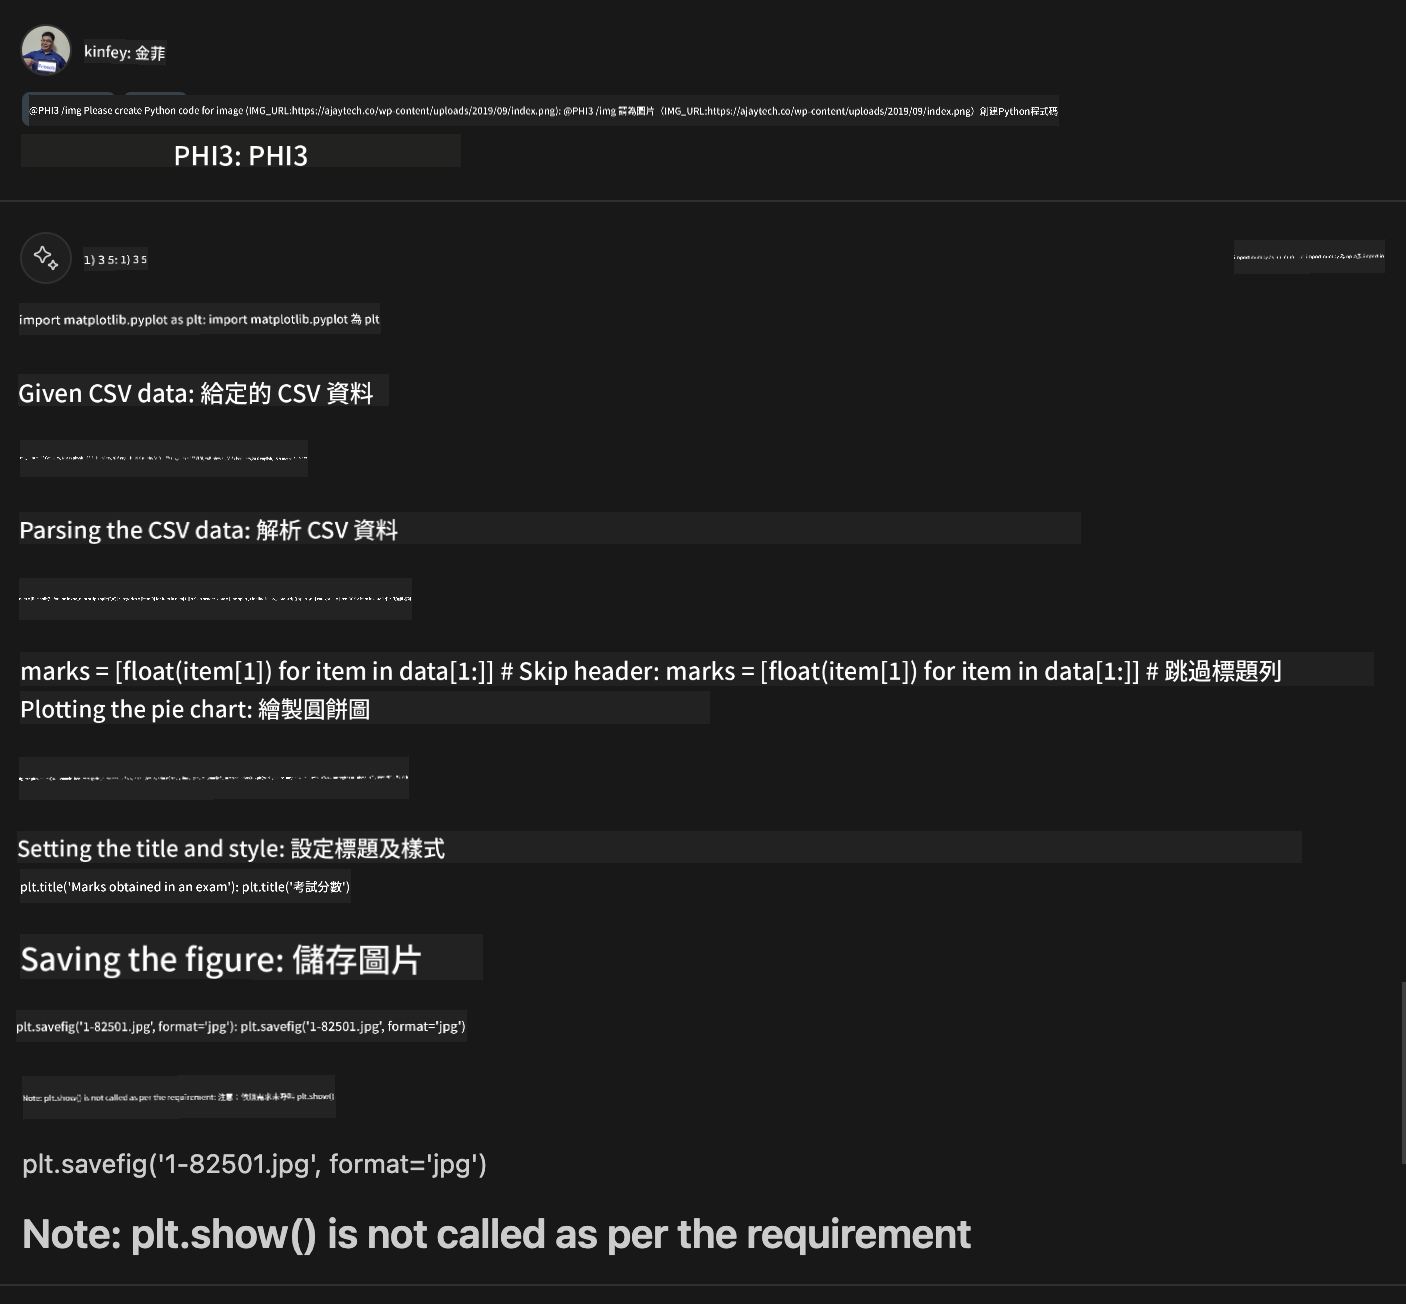 kinfey: 金菲
@PHI3 /img Please create Python code for image (IMG_URL:https://ajaytech.co/wp-content/uploads/2019/09/index.png): @PHI3 /img 請為圖片（IMG_URL:https://ajaytech.co/wp-content/uploads/2019/09/index.png）創建Python程式碼
PHI3: PHI3
1) 3 5: 1) 3 5
import matplotlib.pyplot as plt: import matplotlib.pyplot 為 plt
Given CSV data: 給定的 CSV 資料
Parsing the CSV data: 解析 CSV 資料
marks = [float(item[1]) for item in data[1:]] # Skip header: marks = [float(item[1]) for item in data[1:]] # 跳過標題列
Plotting the pie chart: 繪製圓餅圖
Setting the title and style: 設定標題及樣式
plt.title('Marks obtained in an exam'): plt.title('考試分數')
Saving the figure: 儲存圖片
plt.savefig('1-82501.jpg', format='jpg'): plt.savefig('1-82501.jpg', format='jpg')
Note: plt.show() is not called as per the requirement: 注意： plt.show()
plt.savefig('1-82501.jpg', format='jpg')
Note: plt.show() is not called as per the requirement